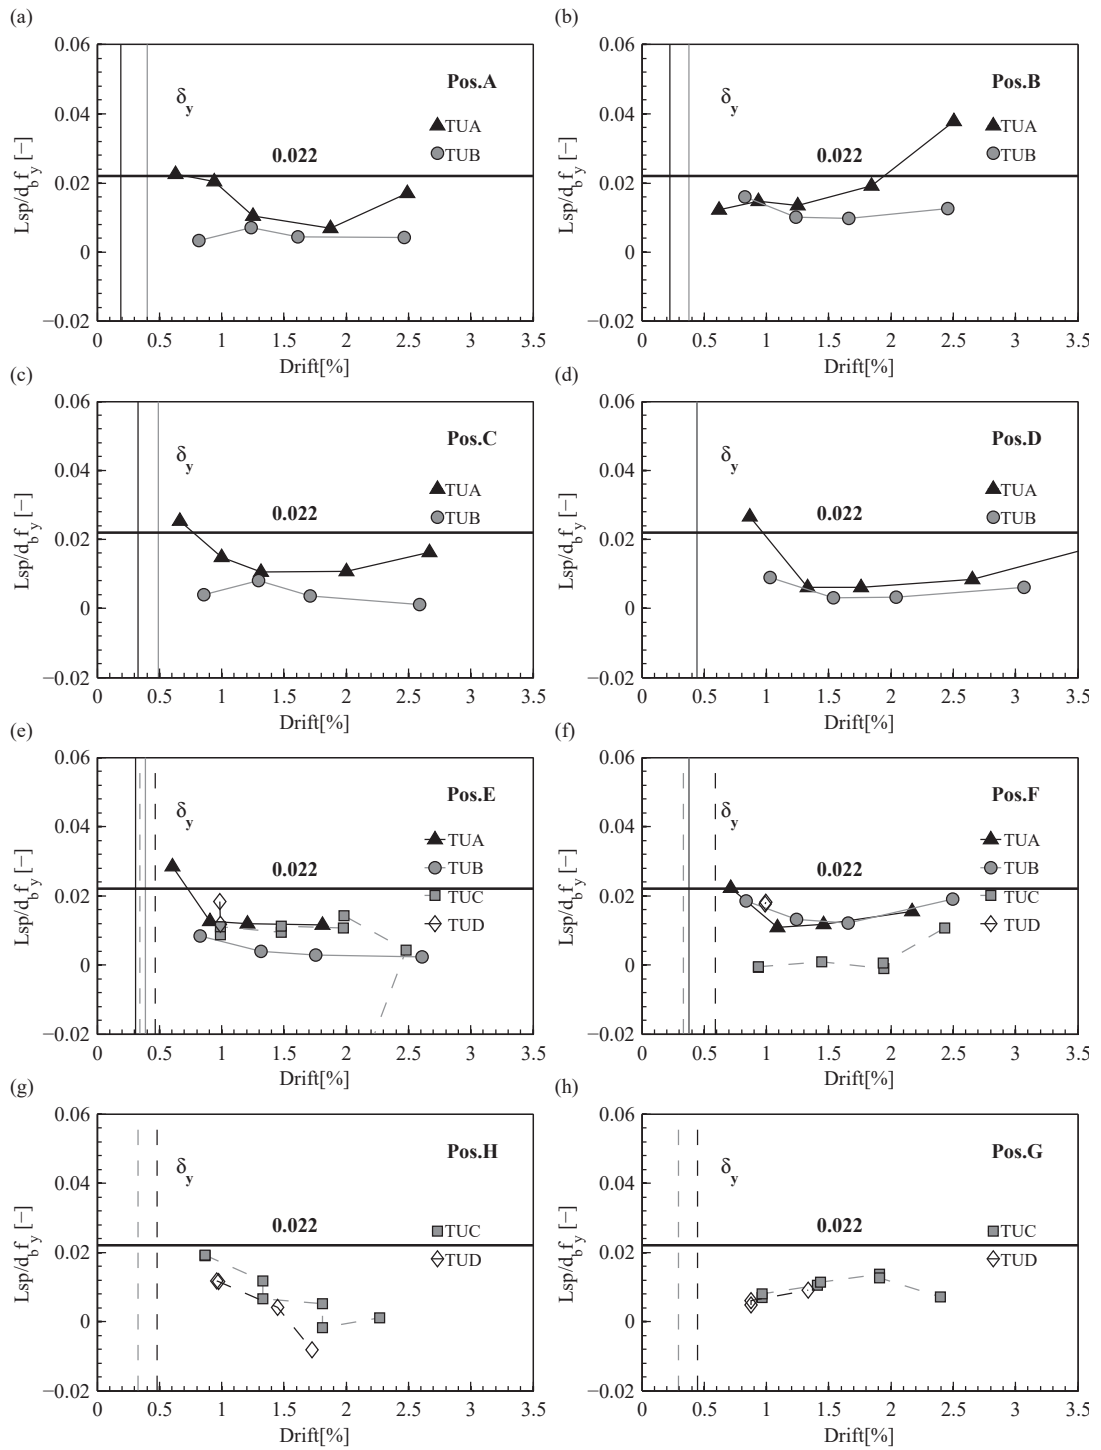 (a)
0.06
0.04
0.02
0
−0.02
Lsp/d_b f_y [−]
δ_y
Pos.A
TUA
TUB
0.022
0 0.5 1 1.5 2 2.5 3 3.5
Drift[%]
(b)
0.06
0.04
0.02
0
−0.02
Lsp/d_b f_y [−]
δ_y
Pos.B
TUA
TUB
0.022
0 0.5 1 1.5 2 2.5 3 3.5
Drift[%]
(c)
0.06
0.04
0.02
0
−0.02
Lsp/d_b f_y [−]
δ_y
Pos.C
TUA
TUB
0.022
0 0.5 1 1.5 2 2.5 3 3.5
Drift[%]
(d)
0.06
0.04
0.02
0
−0.02
Lsp/d_b f_y [−]
δ_y
Pos.D
TUA
TUB
0.022
0 0.5 1 1.5 2 2.5 3 3.5
Drift[%]
(e)
0.06
0.04
0.02
0
−0.02
Lsp/d_b f_y [−]
δ_y
Pos.E
TUA
TUB
TUC
TUD
0.022
0 0.5 1 1.5 2 2.5 3 3.5
Drift[%]
(f)
0.06
0.04
0.02
0
−0.02
Lsp/d_b f_y [−]
δ_y
Pos.F
TUA
TUB
TUC
TUD
0.022
0 0.5 1 1.5 2 2.5 3 3.5
Drift[%]
(g)
0.06
0.04
0.02
0
−0.02
Lsp/d_b f_y [−]
δ_y
Pos.H
TUC
TUD
0.022
0 0.5 1 1.5 2 2.5 3 3.5
Drift[%]
(h)
0.06
0.04
0.02
0
−0.02
Lsp/d_b f_y [−]
δ_y
Pos.G
TUC
TUD
0.022
0 0.5 1 1.5 2 2.5 3 3.5
Drift[%]